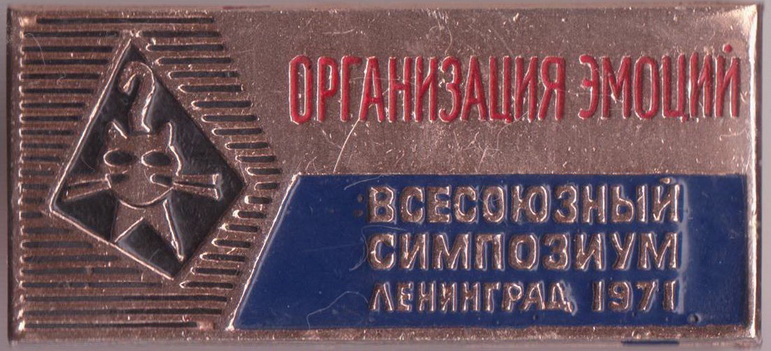 ОРГАНИЗАЦИЯ ЭМОЦИЙ
ВСЕСОЮЗНЫЙ
СИМПОЗИУМ
ЛЕНИНГРАД 1971